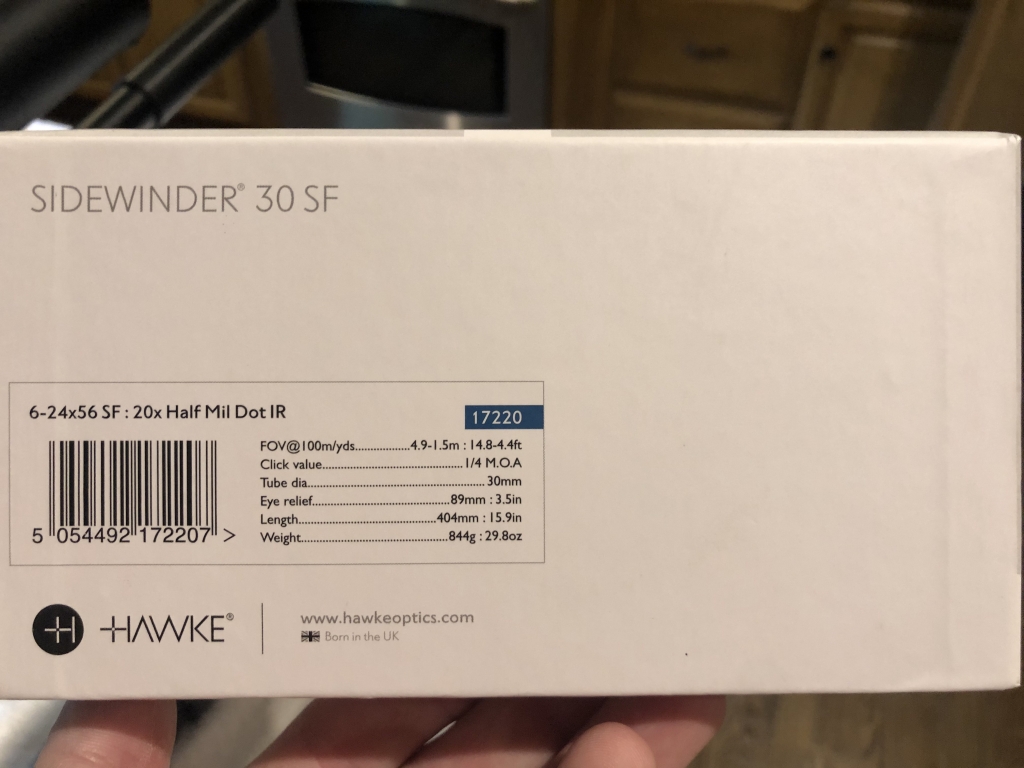 SIDEWINDER® 30 SF
6-24x56 SF : 20x Half Mil Dot IR
17220
FOV@100m/yds.................4.9-1.5m : 14.8-4.4ft
Click value.............................................1/4 M.O.A
Tube dia.........................................................30mm
Eye relief............................................89mm : 3.5in
Length.............................................404mm : 15.9in
Weight...............................................844g : 29.8oz
5 054492 172207 >
HAWKE®
www.hawkeoptics.com
Born in the UK